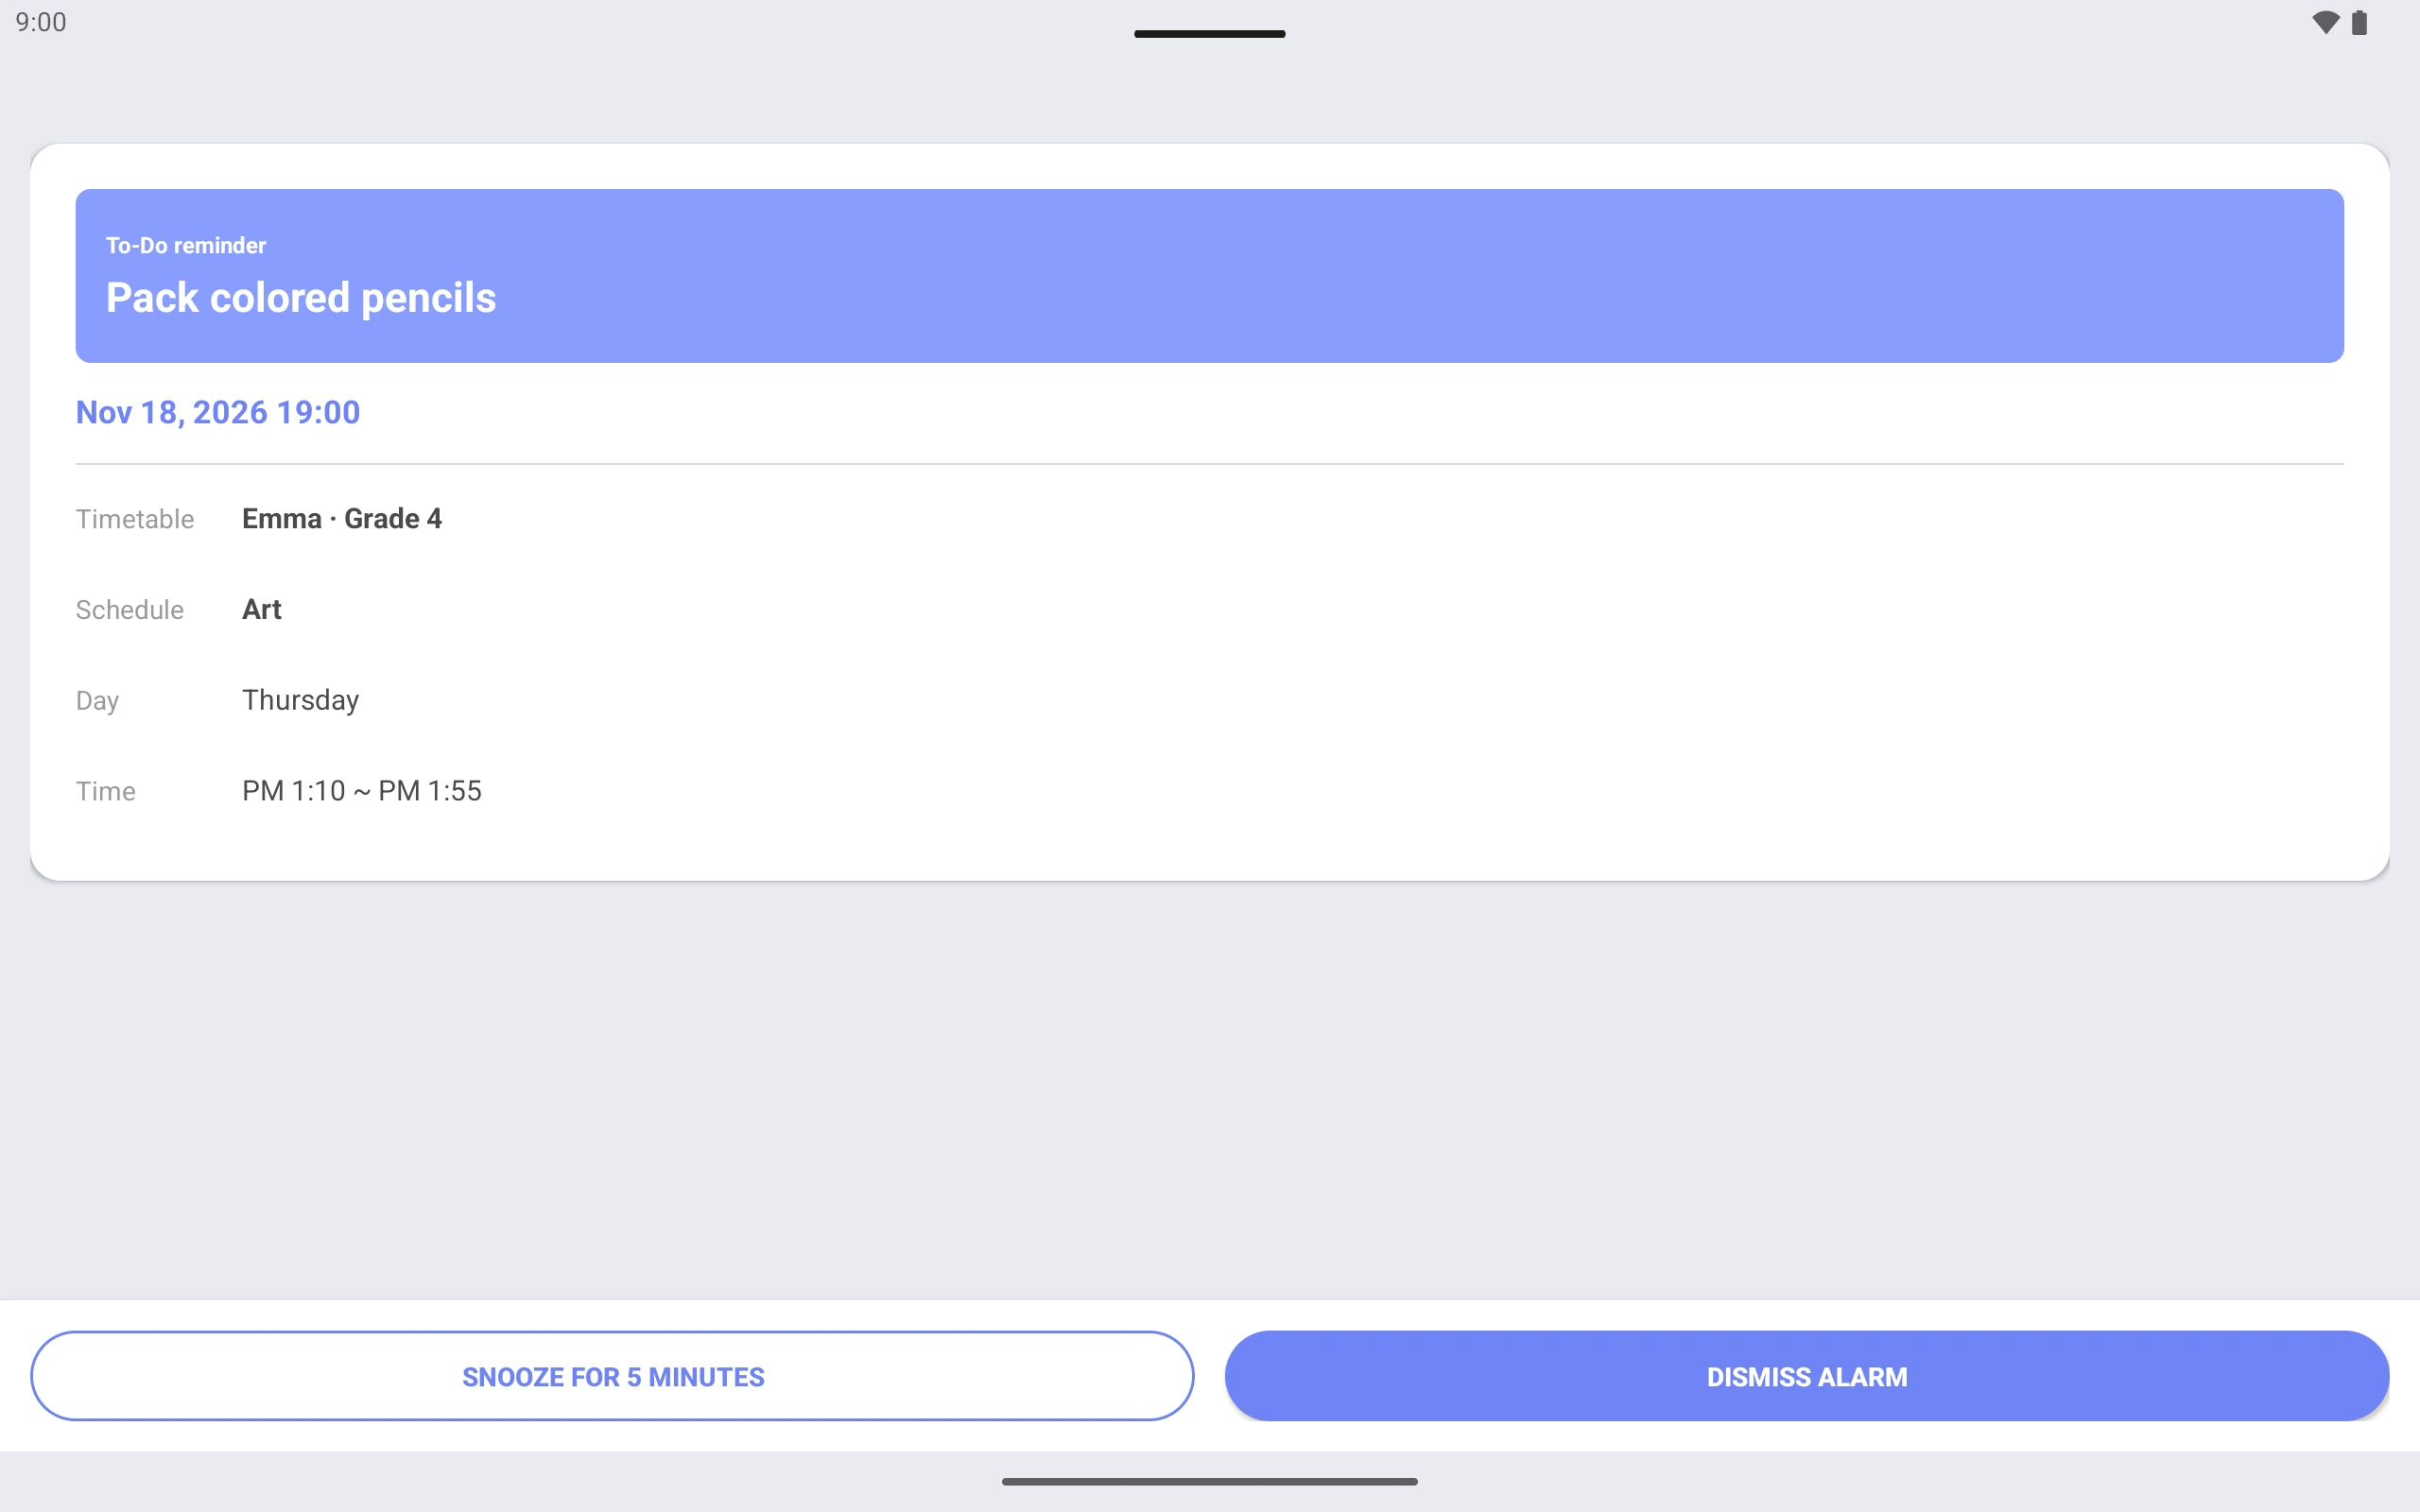 9:00
To-Do reminder
Pack colored pencils
Nov 18, 2026 19:00
Timetable Emma · Grade 4
Schedule Art
Day Thursday
Time PM 1:10 ~ PM 1:55
SNOOZE FOR 5 MINUTES
DISMISS ALARM